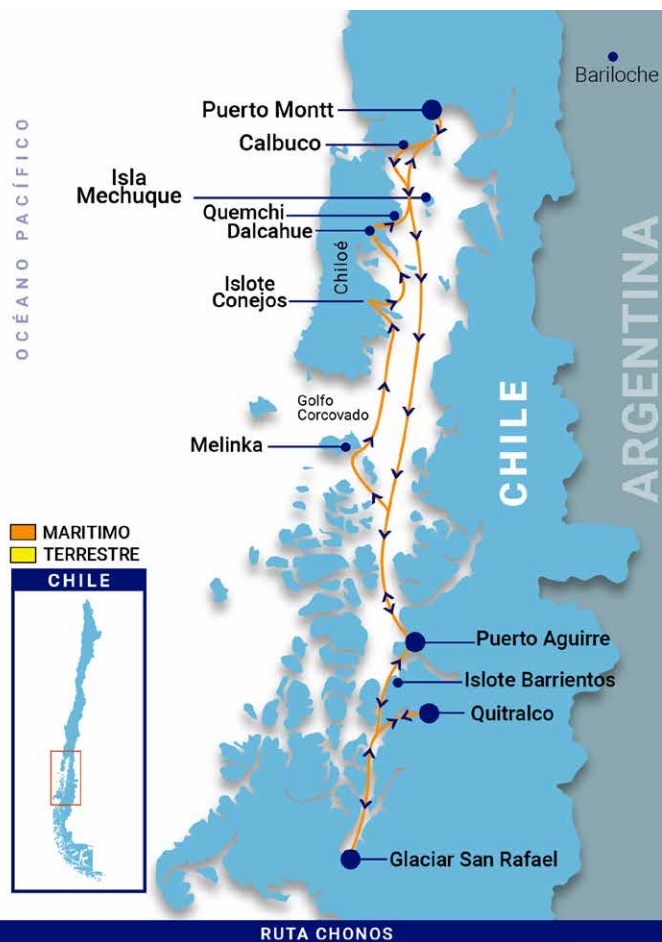 Bariloche
Puerto Montt
Calbuco
Isla
Mechuque
Quemchi
Dalcahue
Islote
Conejos
Chiloé
OCÉANO PACÍFICO
Golfo
Corcovado
Melinka
CHILE
ARGENTINA
MARITIMO
TERRESTRE
CHILE
Puerto Aguirre
Islote Barrientos
Quitralco
Glaciar San Rafael
RUTA CHONOS